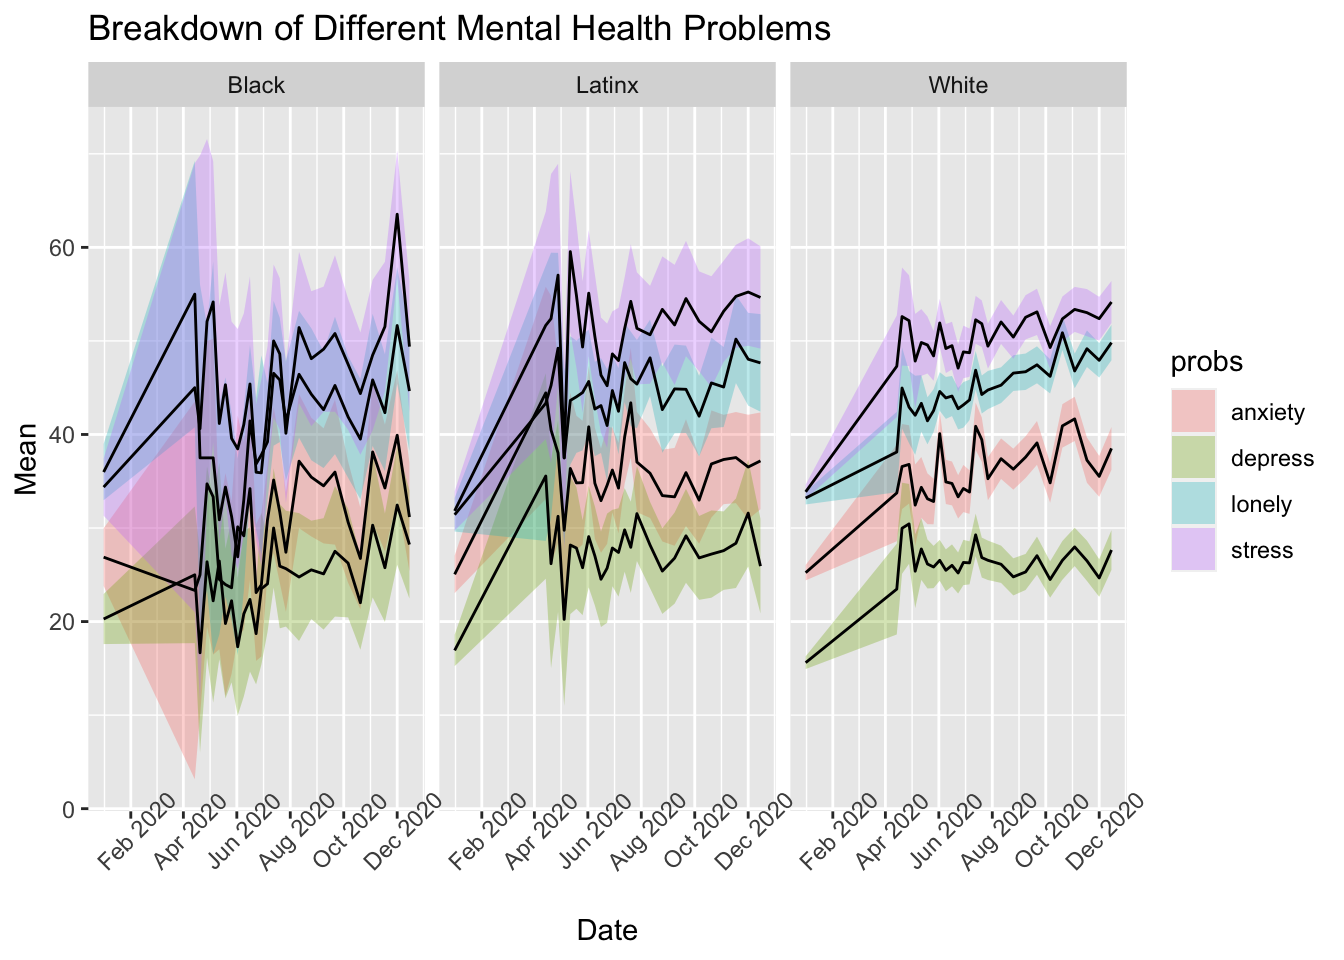 Breakdown of Different Mental Health Problems
Black
Latinx
White
Mean
60
40
20
0
Feb 2020
Apr 2020
Jun 2020
Aug 2020
Oct 2020
Dec 2020
Feb 2020
Apr 2020
Jun 2020
Aug 2020
Oct 2020
Dec 2020
Feb 2020
Apr 2020
Jun 2020
Aug 2020
Oct 2020
Dec 2020
Date
probs
anxiety
depress
lonely
stress